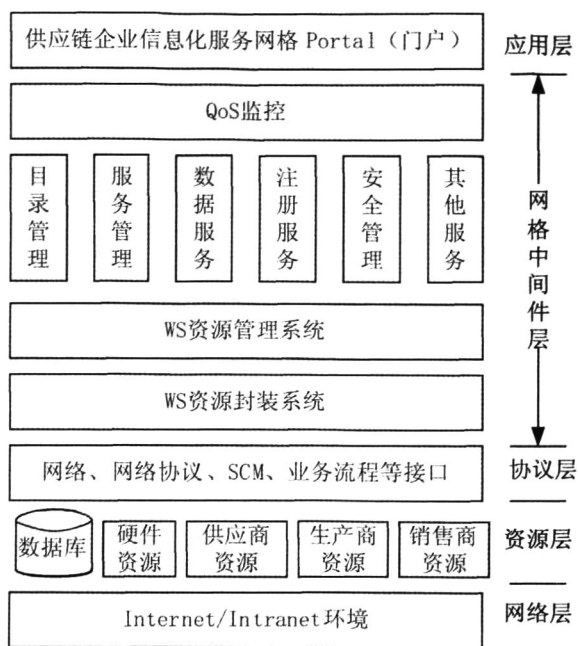 供应链企业信息化服务网格 Portal（门户）
应用层
QoS监控
目录管理
服务管理
数据服务
注册服务
安全管理
其他服务
网格中间件层
WS资源管理系统
WS资源封装系统
网络、网络协议、SCM、业务流程等接口
协议层
数据库
硬件
资源
供应商
资源
生产商
资源
销售商
资源
资源层
Internet/Intranet环境
网络层